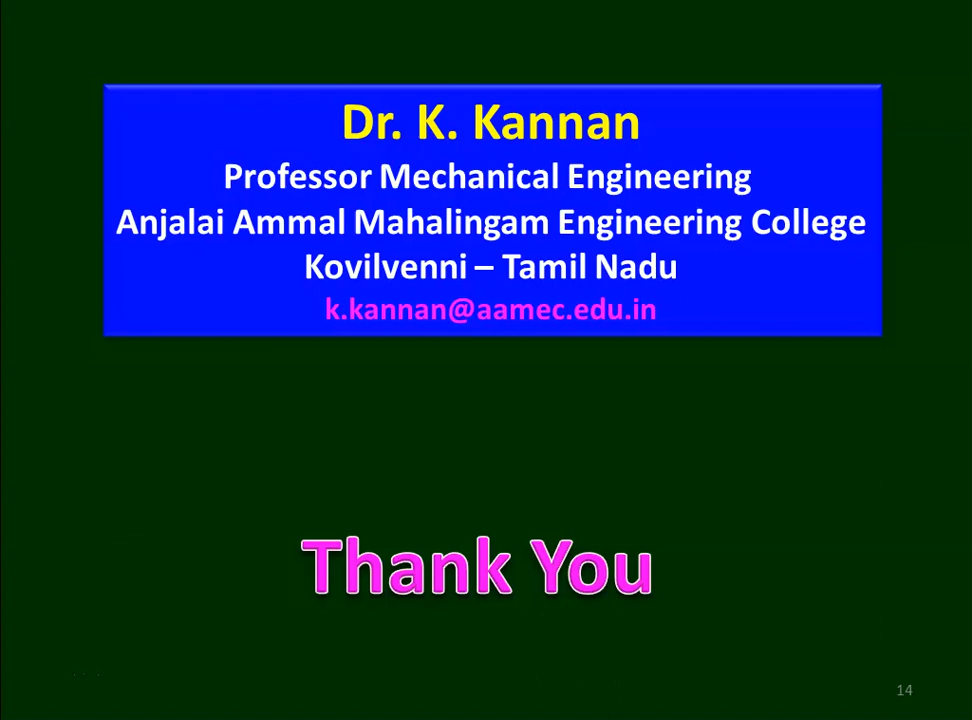 Dr. K. Kannan
Professor Mechanical Engineering
Anjalai Ammal Mahalingam Engineering College
Kovilvenni – Tamil Nadu
k.kannan@aamec.edu.in
Thank You
14